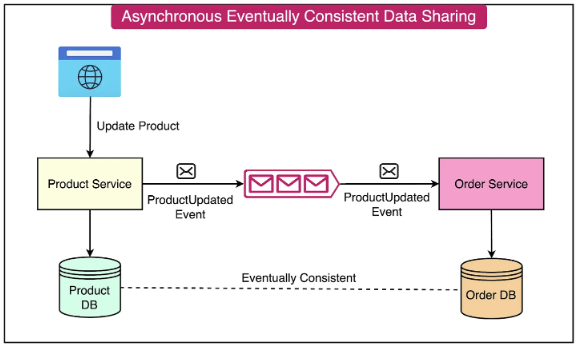 Asynchronous Eventually Consistent Data Sharing
Update Product
Product Service
ProductUpdated
Event
ProductUpdated
Event
Order Service
Product
DB
Eventually Consistent
Order DB